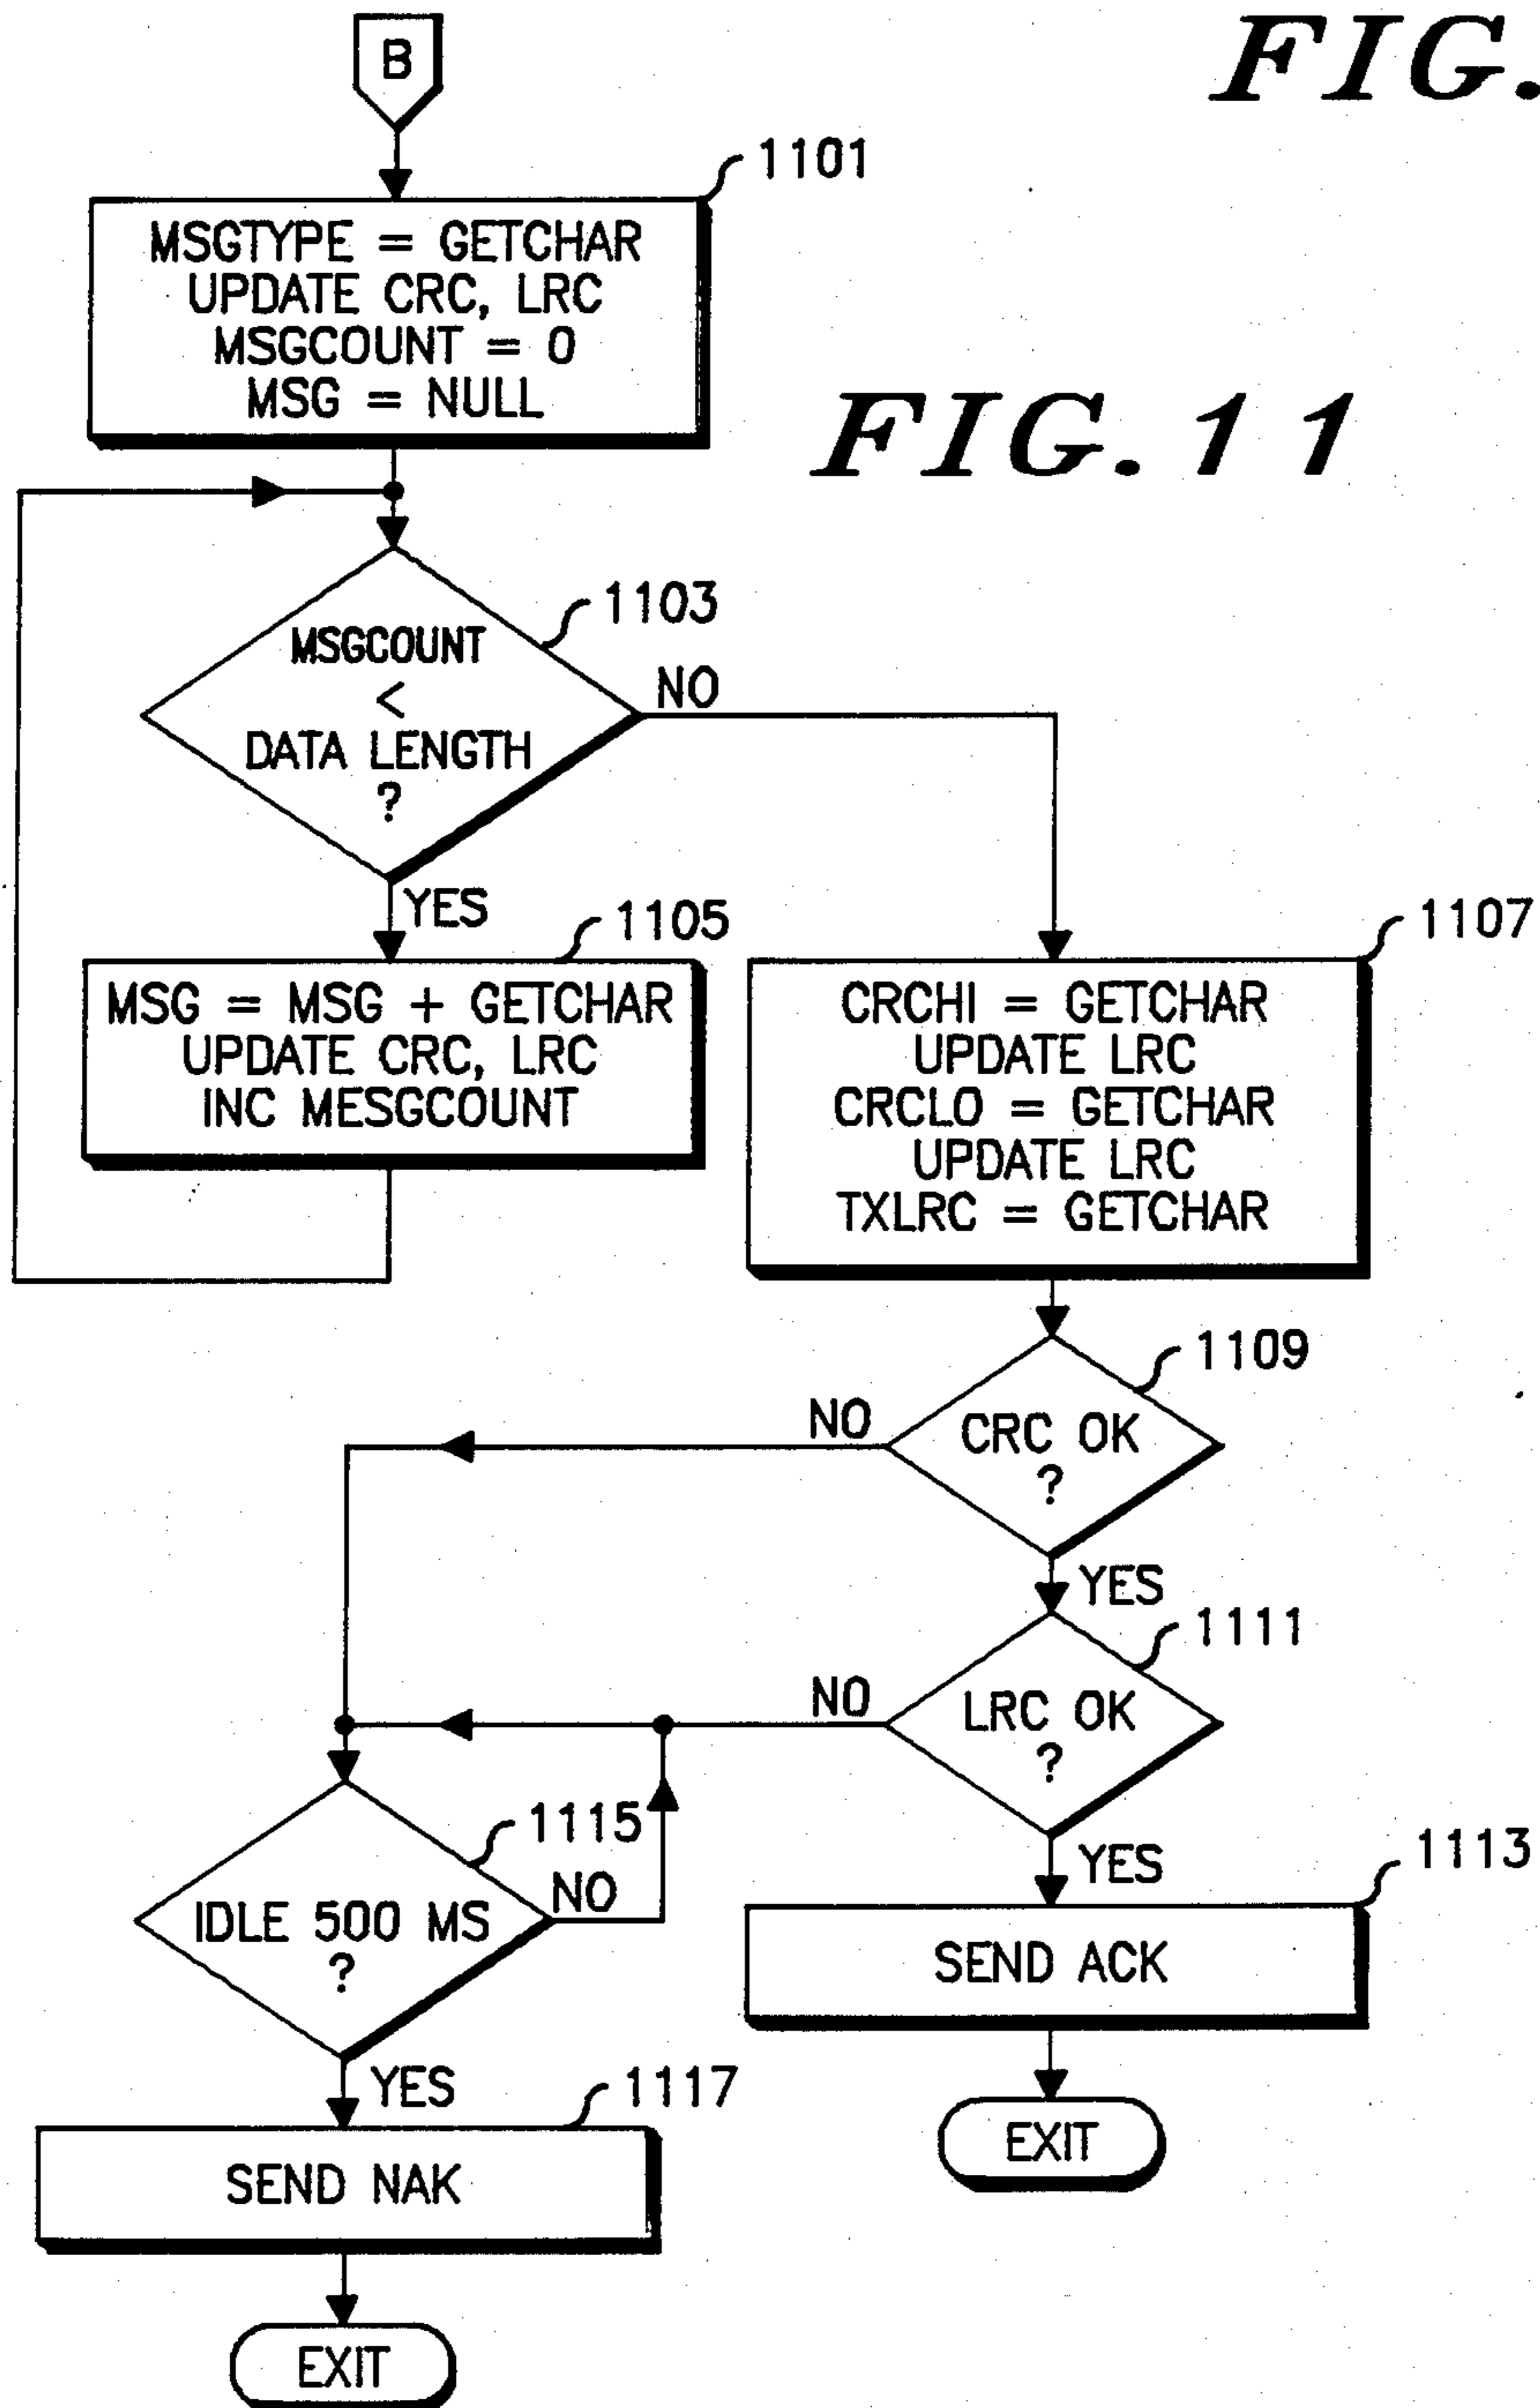 B
FIG.
1101
MSGTYPE = GETCHAR
UPDATE CRC, LRC
MSGCOUNT = 0
MSG = NULL
FIG. 11
1103
MSGCOUNT
<
DATA LENGTH
?
NO
YES
1105
MSG = MSG + GETCHAR
UPDATE CRC, LRC
INC MESGCOUNT
1107
CRCHI = GETCHAR
UPDATE LRC
CRCLO = GETCHAR
UPDATE LRC
TXLRC = GETCHAR
1109
CRC OK
?
NO
YES
1111
LRC OK
?
NO
YES
1115
IDLE 500 MS
?
NO
YES
1113
SEND ACK
EXIT
1117
SEND NAK
EXIT